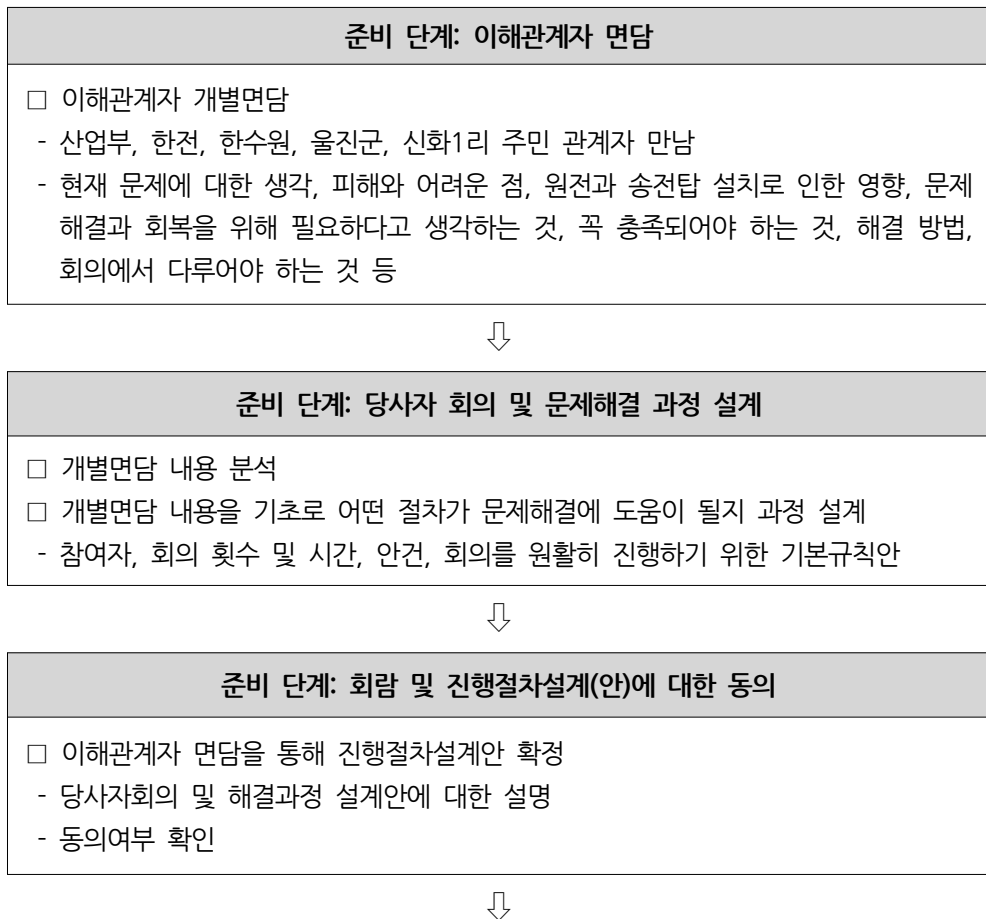 준비 단계: 이해관계자 면담
□ 이해관계자 개별면담
- 산업부, 한전, 한수원, 울진군, 신화1리 주민 관계자 만남
- 현재 문제에 대한 생각, 피해와 어려운 점, 원전과 송전탑 설치로 인한 영향, 문제
해결과 회복을 위해 필요하다고 생각하는 것, 꼭 충족되어야 하는 것, 해결 방법,
회의에서 다루어야 하는 것 등
⇩
준비 단계: 당사자 회의 및 문제해결 과정 설계
□ 개별면담 내용 분석
□ 개별면담 내용을 기초로 어떤 절차가 문제해결에 도움이 될지 과정 설계
- 참여자, 회의 횟수 및 시간, 안건, 회의를 원활히 진행하기 위한 기본규칙안
⇩
준비 단계: 회람 및 진행절차설계(안)에 대한 동의
□ 이해관계자 면담을 통해 진행절차설계안 확정
- 당사자회의 및 해결과정 설계안에 대한 설명
- 동의여부 확인
⇩